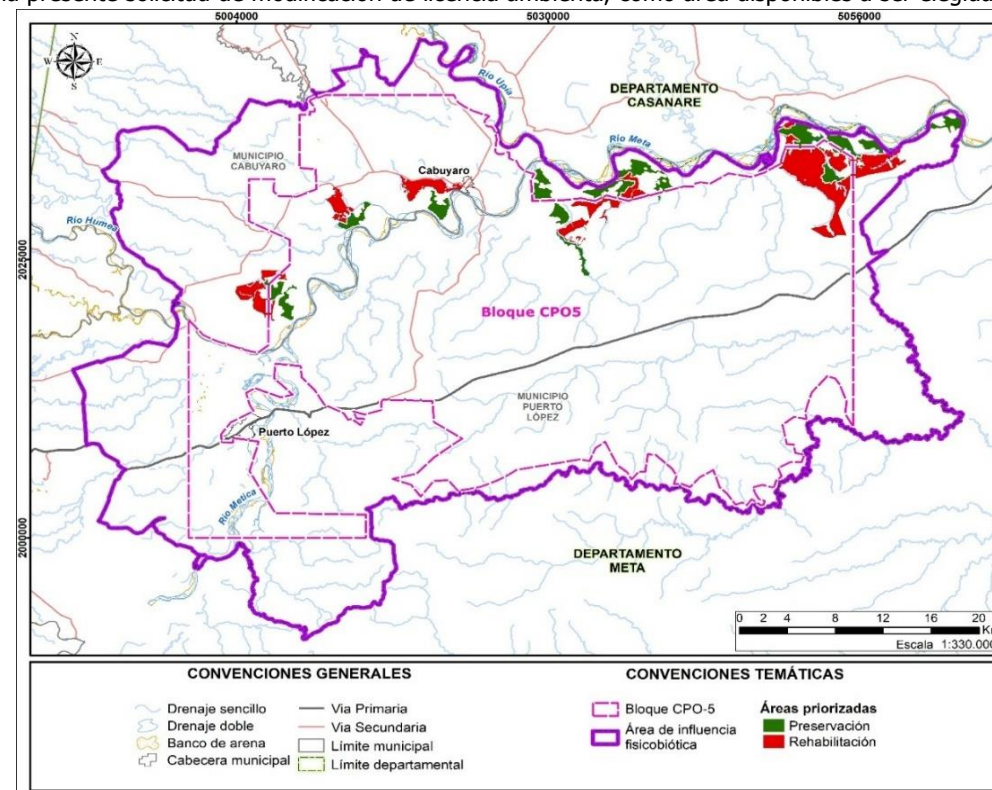 la presente solicitud de modificación de licencia ambiental, como área disponibles a ser elegidas
5004000 5030000 5056000
N
W E
S
Río Upía
DEPARTAMENTO
CASANARE
Río Meta
MUNICIPIO
CABUYARO
Cabuyaro
Río Humea
2025000
Bloque CPO5
MUNICIPIO
PUERTO
LÓPEZ
Puerto López
Río Metica
2000000
DEPARTAMENTO
META
0 2 4 8 12 16 20
Km
Escala 1:330.000
CONVENCIONES GENERALES
Drenaje sencillo
Drenaje doble
Banco de arena
Cabecera municipal
Via Primaria
Via Secundaria
Límite municipal
Límite departamental
CONVENCIONES TEMÁTICAS
Bloque CPO-5
Área de influencia
fisicobiótica
Áreas priorizadas
Preservación
Rehabilitación